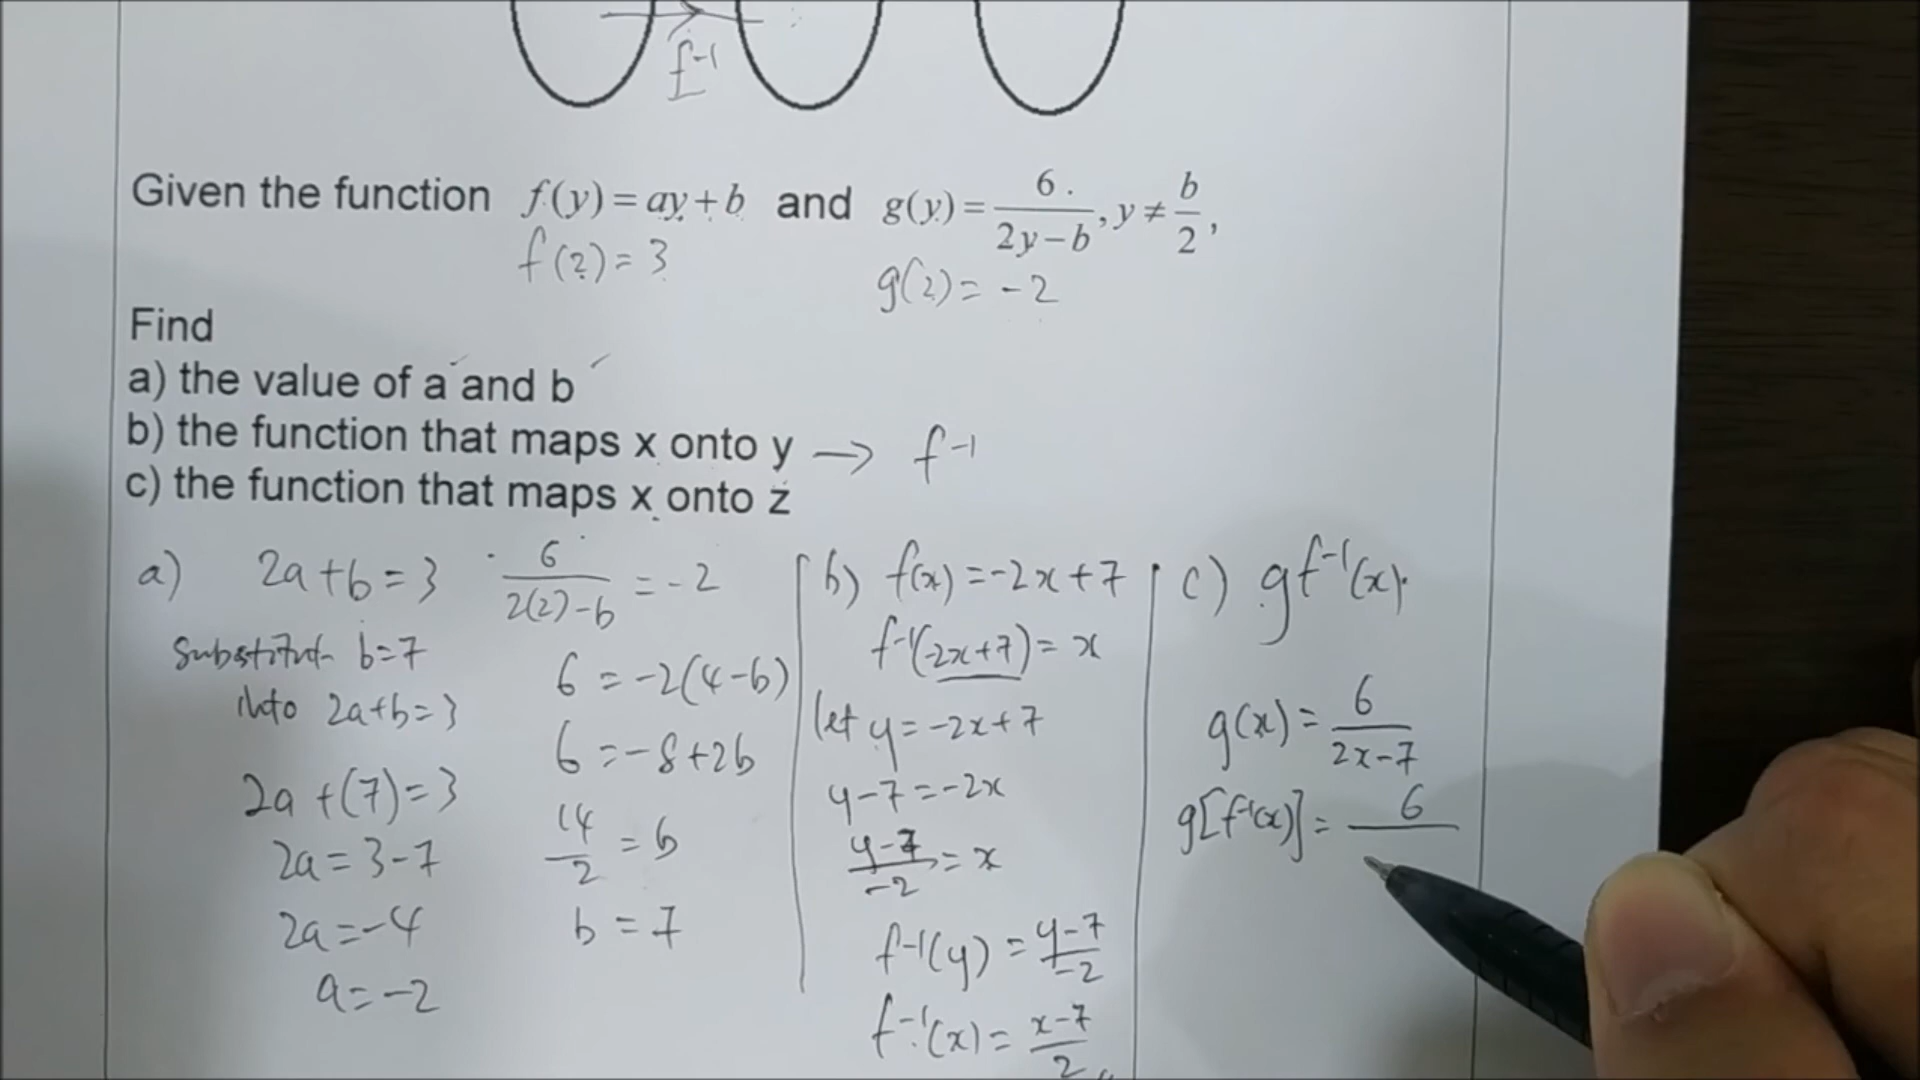 f⁻¹
Given the function f(y)=ay+b and g(y)=6/(2y−b), y≠b/2,
f(2)=3 g(2)=-2
Find
a) the value of a and b
b) the function that maps x onto y → f⁻¹
c) the function that maps x onto z
a) 2a+b=3
Substitut b=7
into 2a+b=3
2a+(7)=3
2a=3-7
2a=-4
a=-2
6/(2(2)-b) = -2
6=-2(4-b)
6=-8+2b
14/2=b
b=7
b) f(x)=-2x+7
f⁻¹(-2x+7)=x
let y=-2x+7
y-7=-2x
(y-7)/-2=x
f⁻¹(y)=(y-7)/-2
f⁻¹(x)=(x-7)/2
c) gf⁻¹(x)
g(x)=6/(2x-7)
g[f⁻¹(x)]=6/